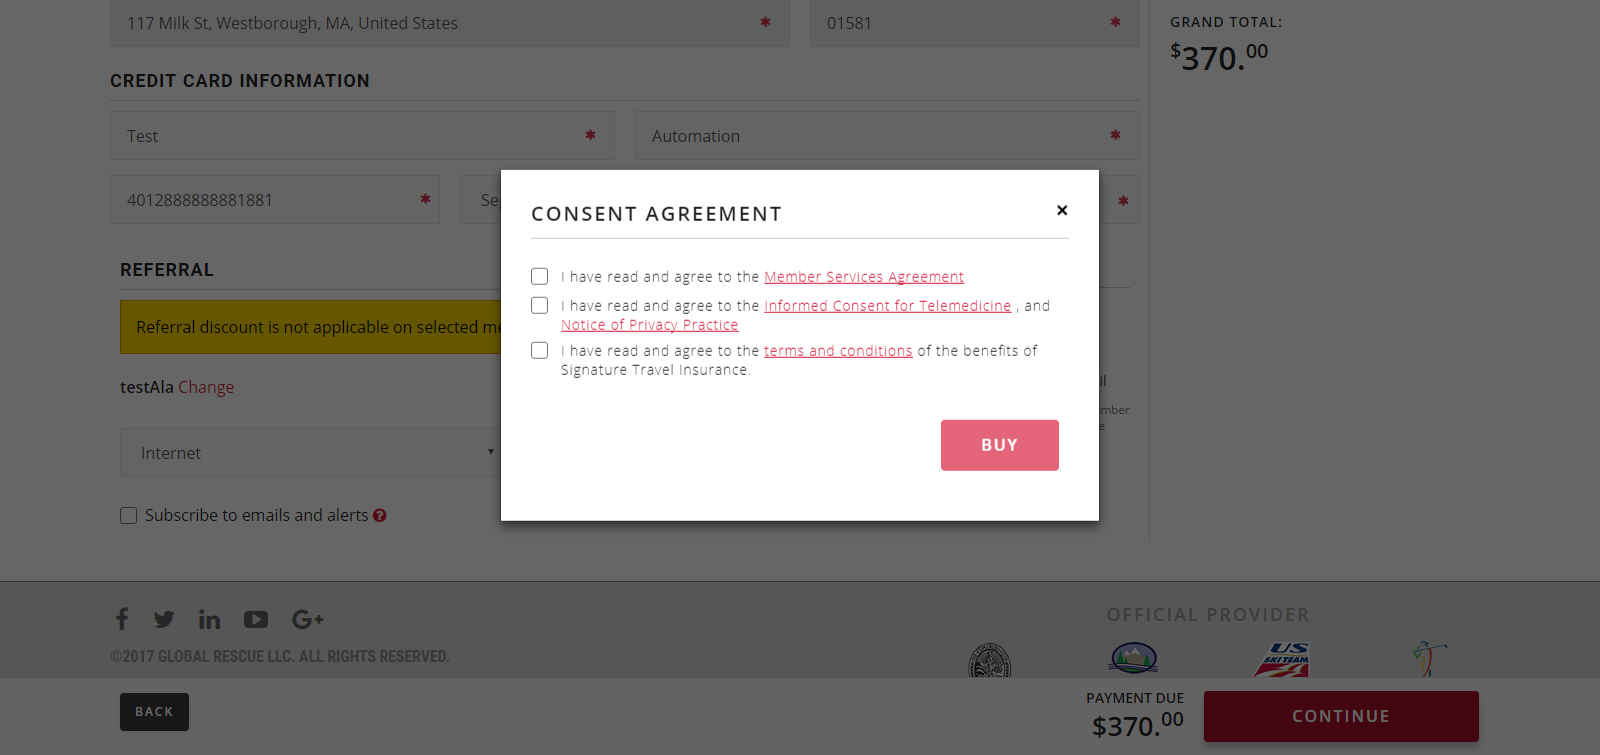 117 Milk St, Westborough, MA, United States *
01581 *
GRAND TOTAL:
$370.00
CREDIT CARD INFORMATION
Test *
Automation *
4012888888881881 *
Se
*
CONSENT AGREEMENT ×
I have read and agree to the Member Services Agreement
I have read and agree to the Informed Consent for Telemedicine , and
Notice of Privacy Practice
I have read and agree to the terms and conditions of the benefits of
Signature Travel Insurance.
BUY
REFERRAL
Referral discount is not applicable on selected me
testAla Change
il
mber
e
Internet ▾
Subscribe to emails and alerts ?
OFFICIAL PROVIDER
©2017 GLOBAL RESCUE LLC. ALL RIGHTS RESERVED.
US
SKI TEAM
BACK
PAYMENT DUE
$370.00
CONTINUE